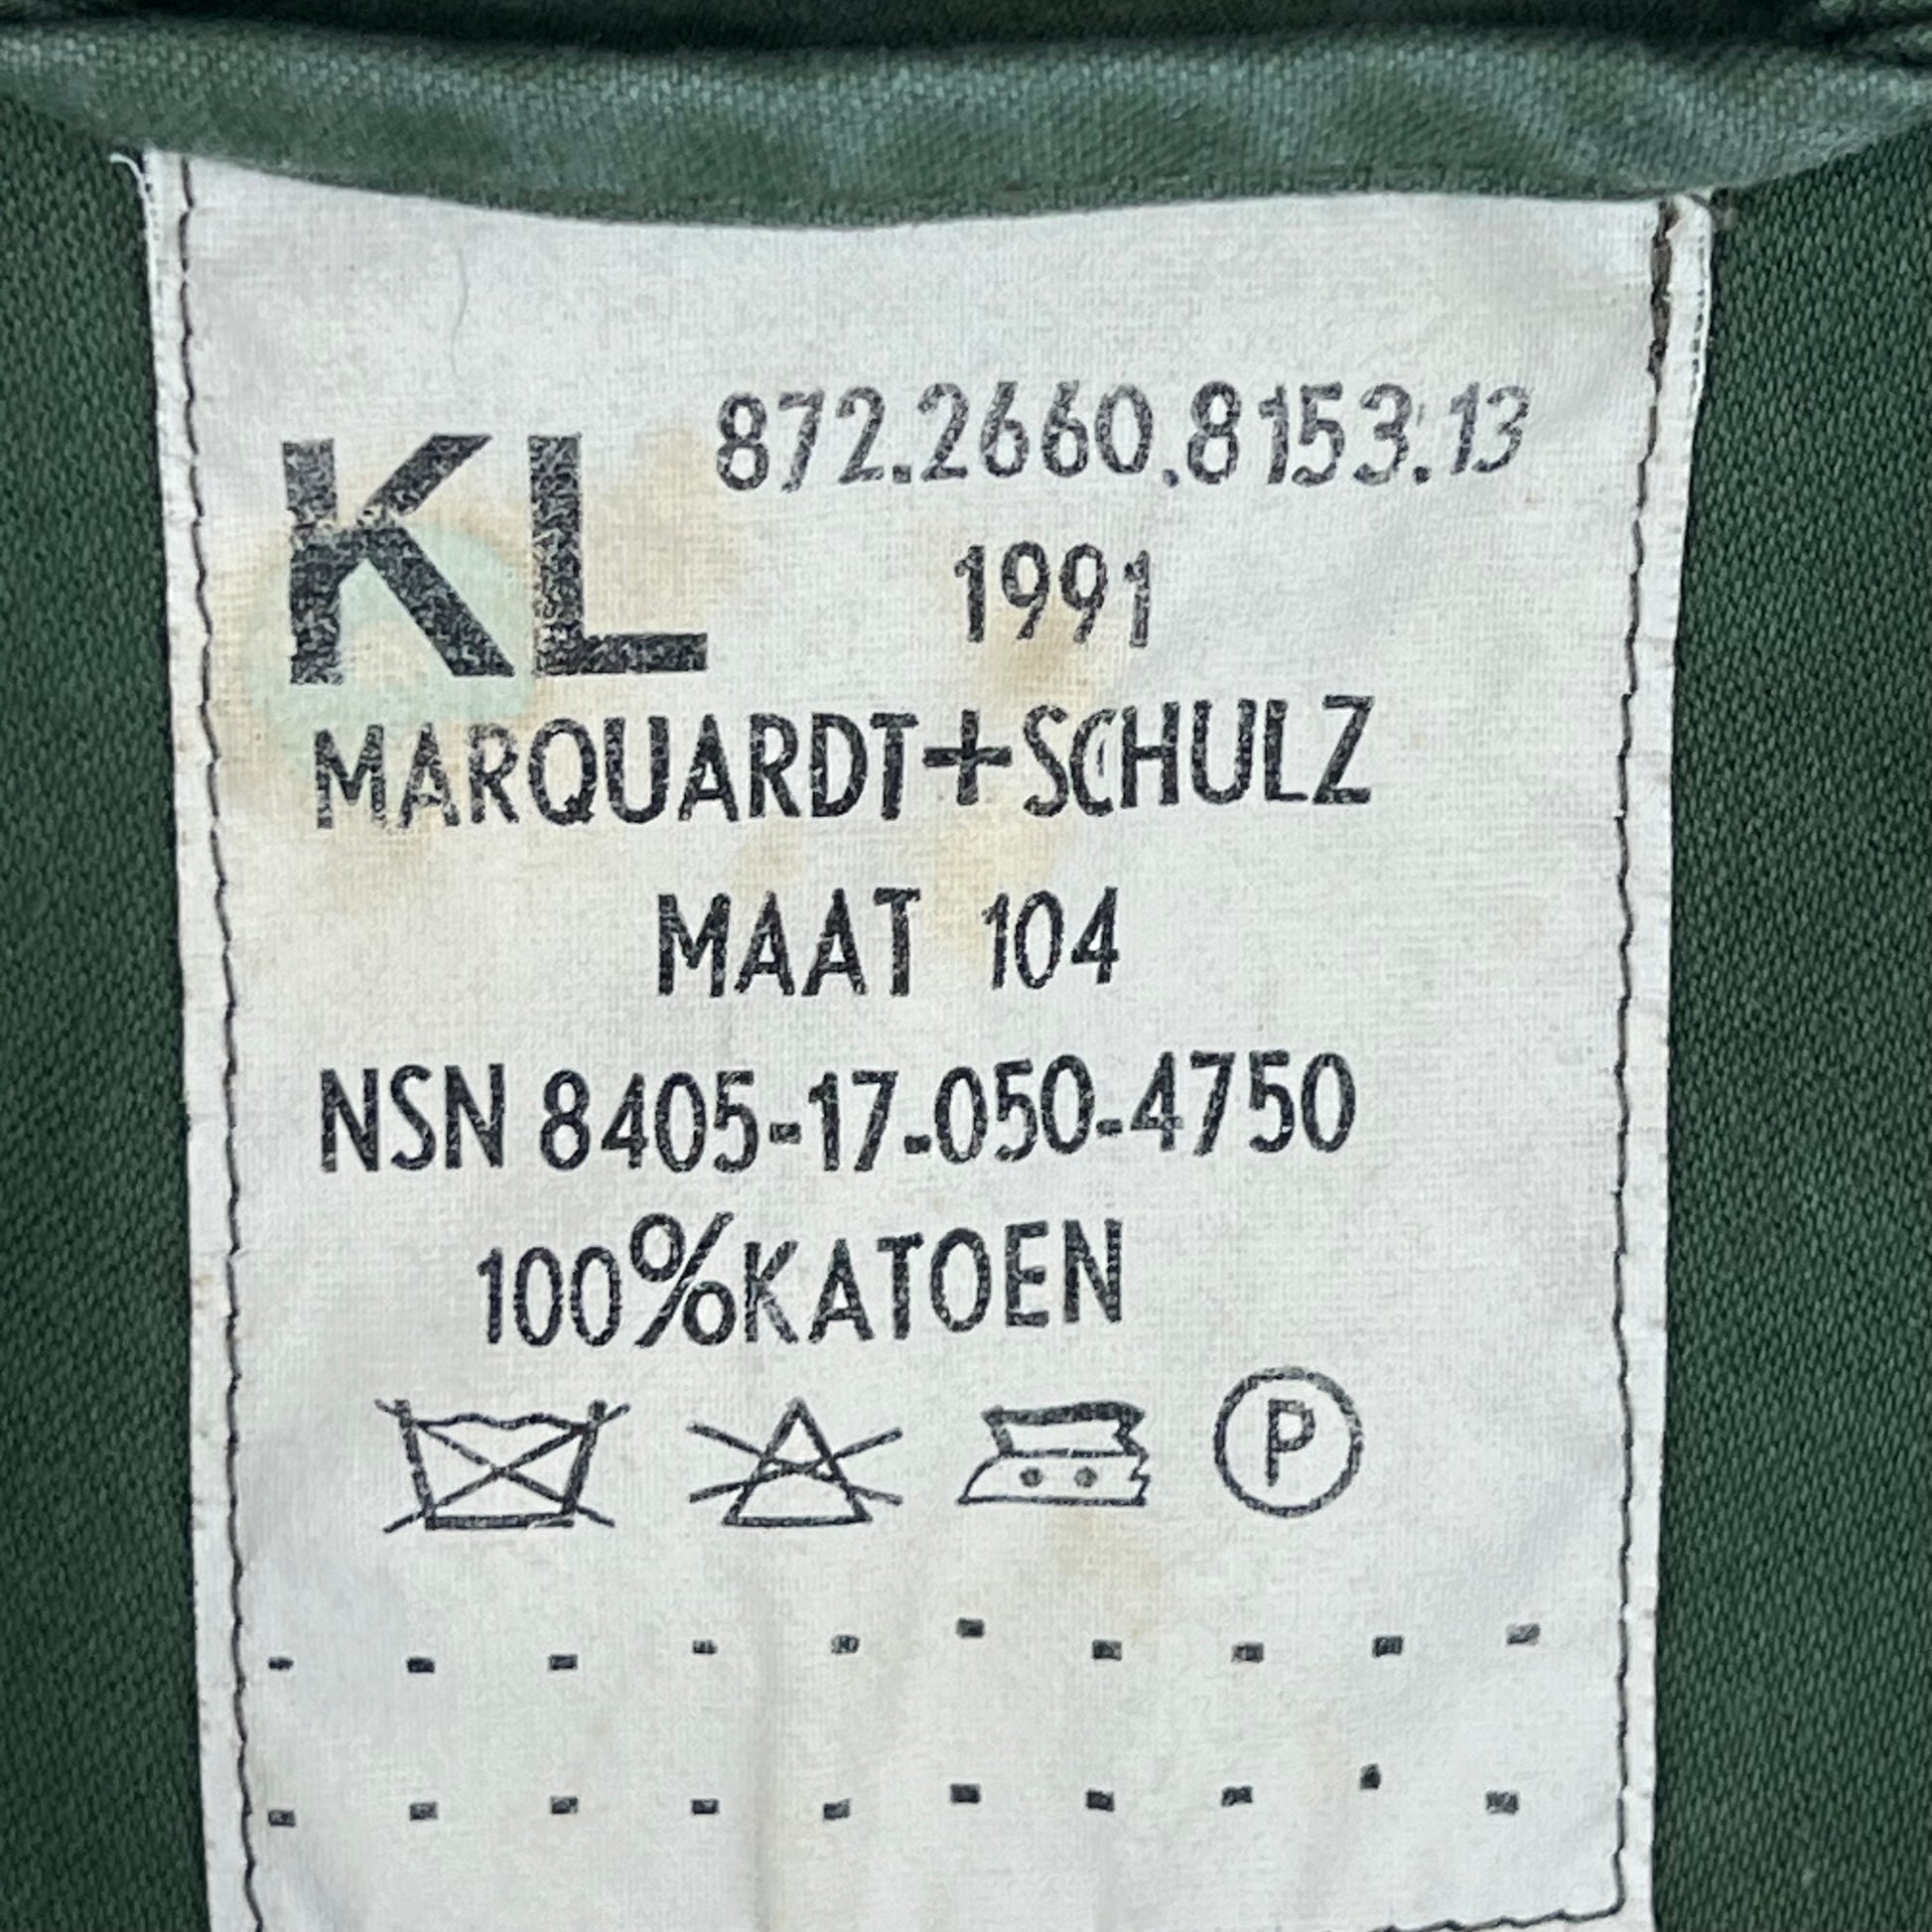 872.2660.8153.13
KL
1991
MARQUARDT+SCHULZ
MAAT 104
NSN 8405-17-050-4750
100%KATOEN
P